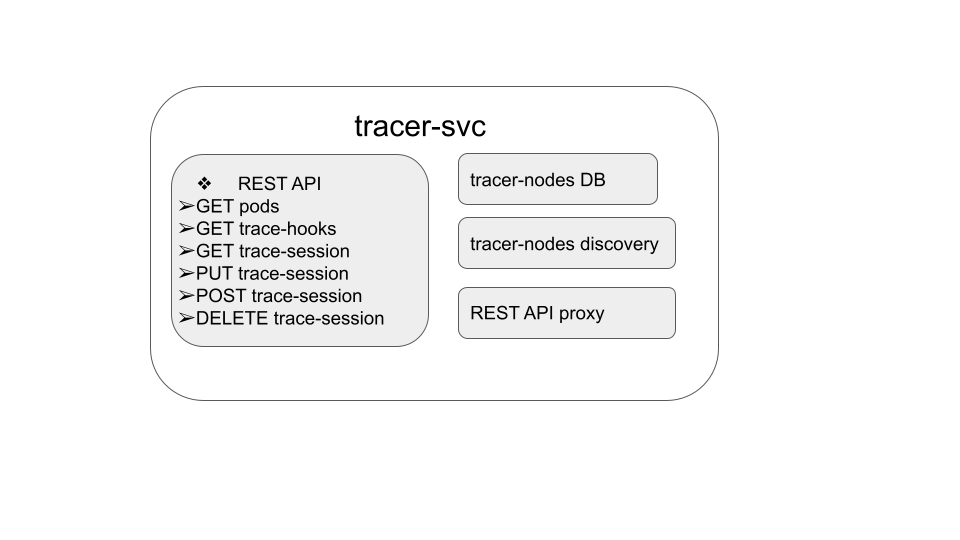 tracer-svc
❖ REST API
➢GET pods
➢GET trace-hooks
➢GET trace-session
➢PUT trace-session
➢POST trace-session
➢DELETE trace-session
tracer-nodes DB
tracer-nodes discovery
REST API proxy